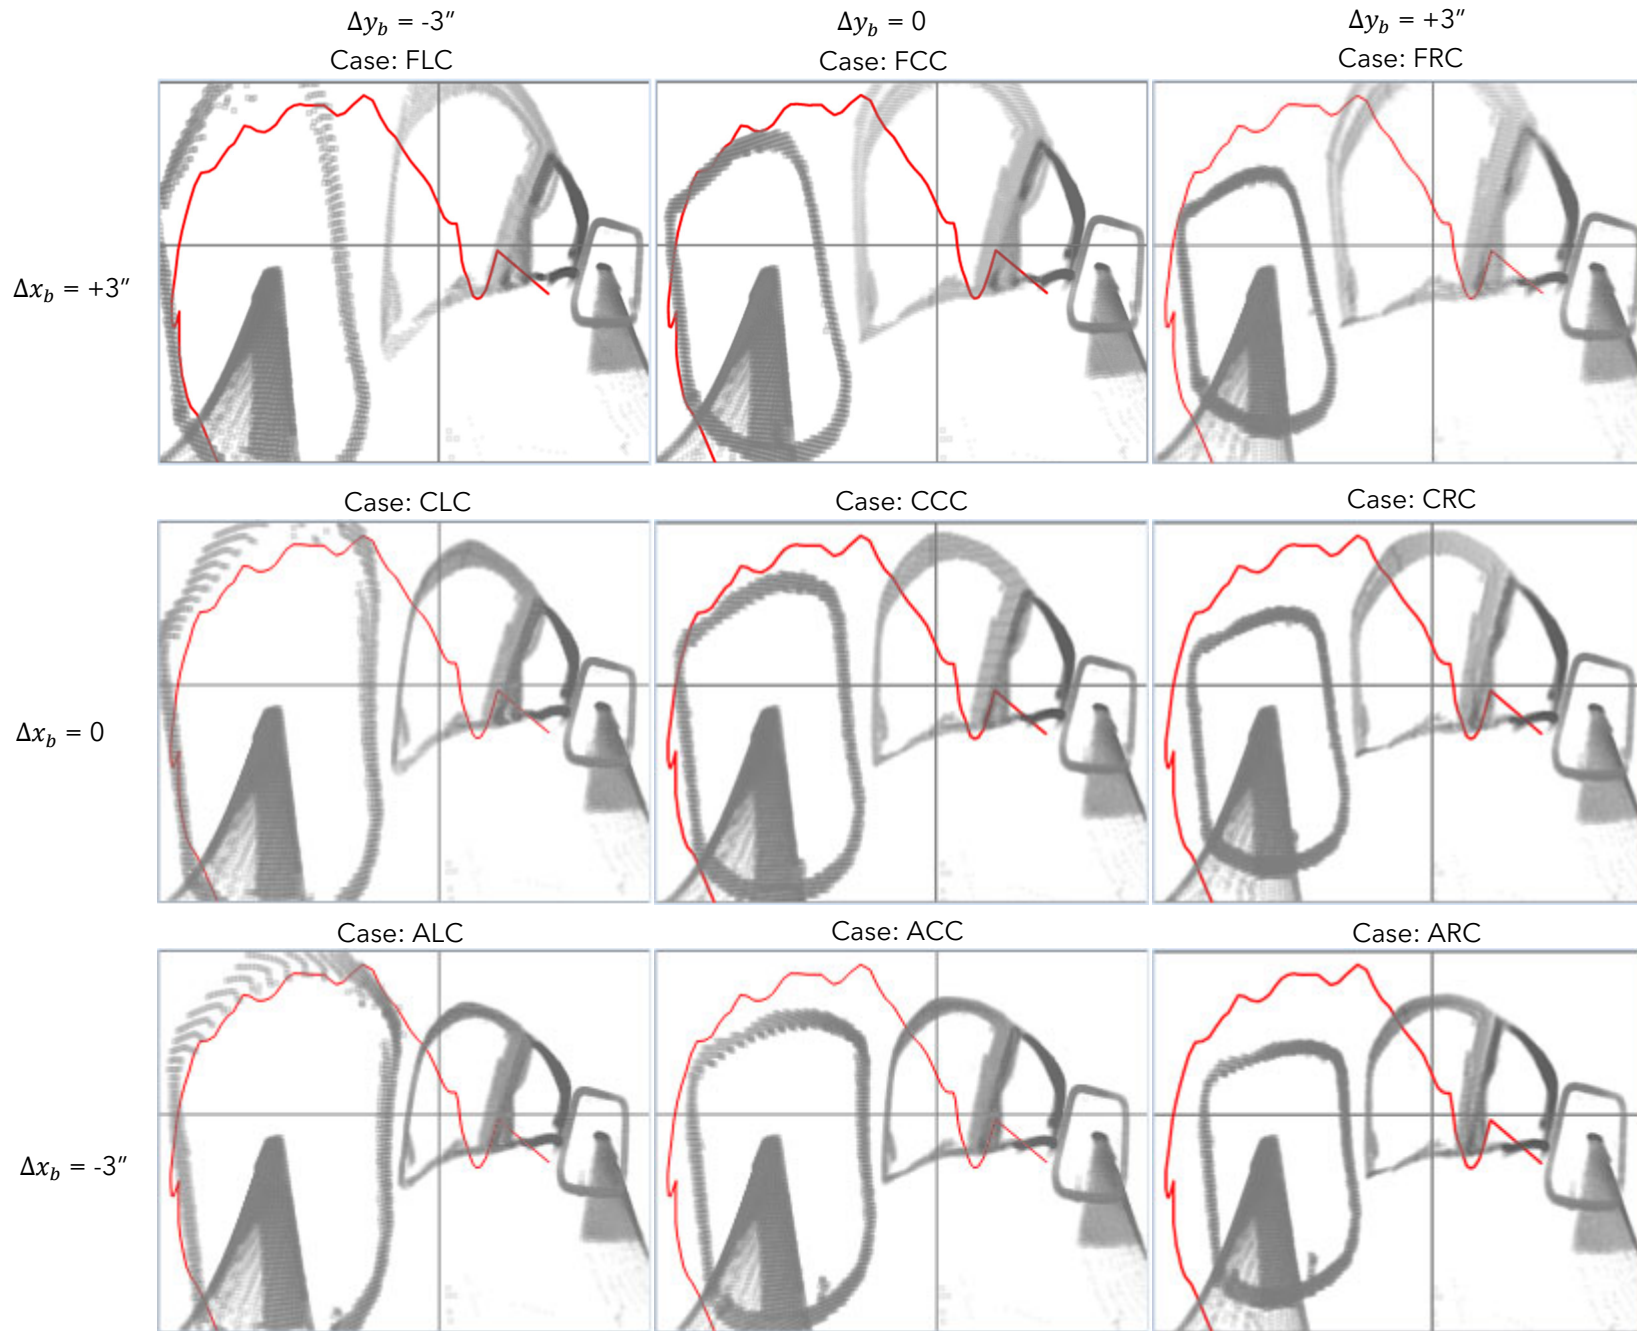 Δy_b = -3″ Δy_b = 0 Δy_b = +3″
Case: FLC Case: FCC Case: FRC
Δx_b = +3″
Case: CLC Case: CCC Case: CRC
Δx_b = 0
Case: ALC Case: ACC Case: ARC
Δx_b = -3″